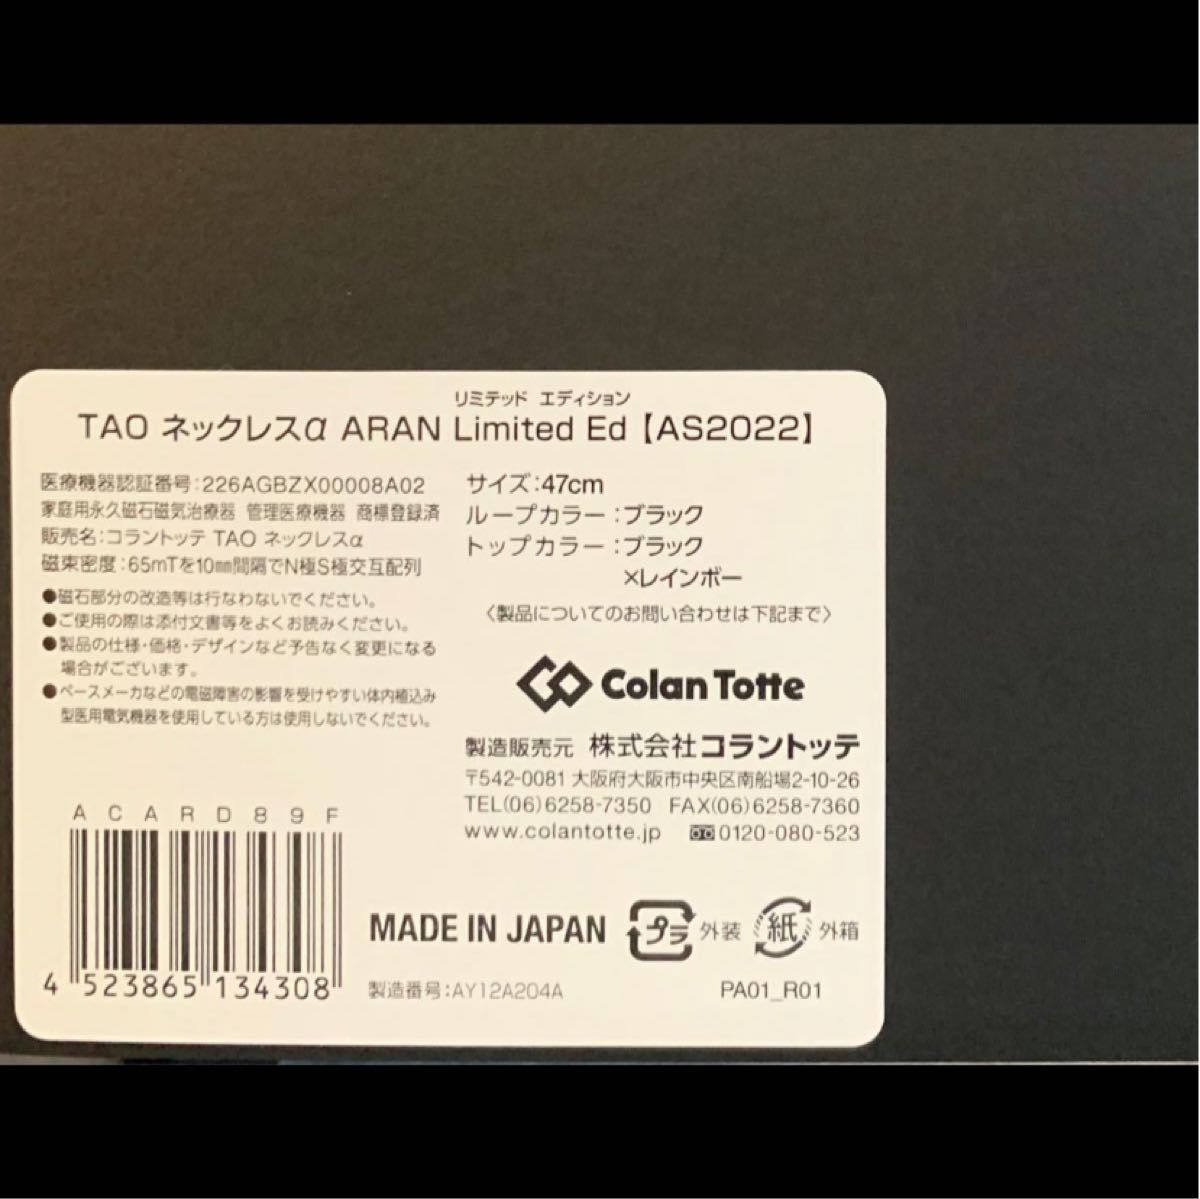 リミテッド エディション
TAO ネックレスα ARAN Limited Ed【AS2022】
医療機器認証番号:226AGBZX00008A02
家庭用永久磁石磁気治療器 管理医療機器 商標登録済
販売名:コラントッテ TAO ネックレスα
磁束密度:65mTを10㎜間隔でN極S極交互配列
●磁石部分の改造等は行なわないでください。
●ご使用の際は添付文書等をよくお読みください。
●製品の仕様・価格・デザインなど予告なく変更になる
場合がございます。
●ペースメーカなどの電磁障害の影響を受けやすい体内植込み
型医用電気機器を使用している方は使用しないでください。
サイズ:47cm
ループカラー:ブラック
トップカラー:ブラック
×レインボー
〈製品についてのお問い合わせは下記まで〉
Colan Totte
製造販売元 株式会社コラントッテ
〒542-0081 大阪府大阪市中央区南船場2-10-26
TEL(06)6258-7350 FAX(06)6258-7360
www.colantotte.jp 0120-080-523
ACARD89F
4 523865 134308
MADE IN JAPAN
プラ 外装 紙 外箱
製造番号:AY12A204A
PA01_R01